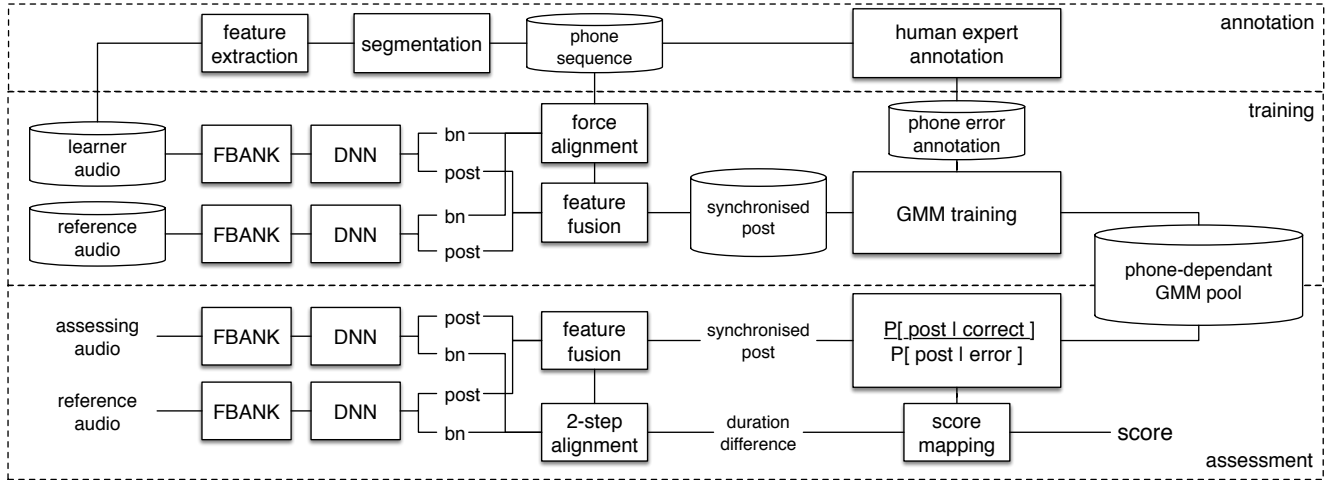 annotation
feature
extraction
segmentation
phone
sequence
human expert
annotation
training
learner
audio
FBANK
DNN
bn
post
force
alignment
phone error
annotation
reference
audio
FBANK
DNN
bn
post
feature
fusion
synchronised
post
GMM training
phone-dependant
GMM pool
assessing
audio
FBANK
DNN
post
bn
feature
fusion
synchronised
post
P[ post | correct ]
P[ post | error ]
reference
audio
FBANK
DNN
post
bn
2-step
alignment
duration
difference
score
mapping
score
assessment